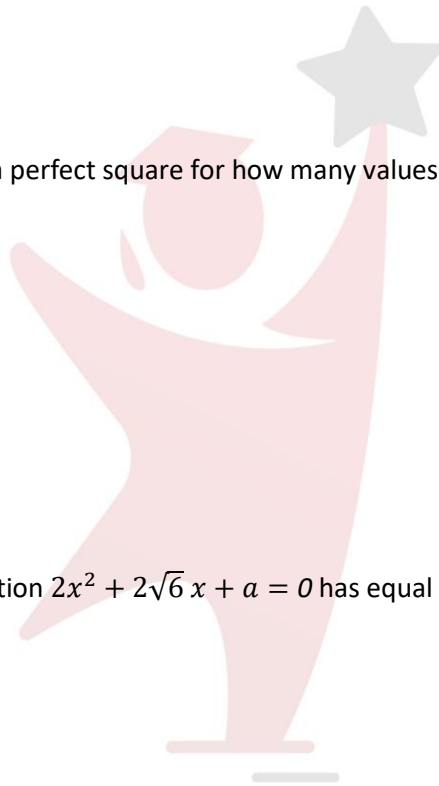 perfect square for how many values
tion 2x² + 2√6 x + a = 0 has equal